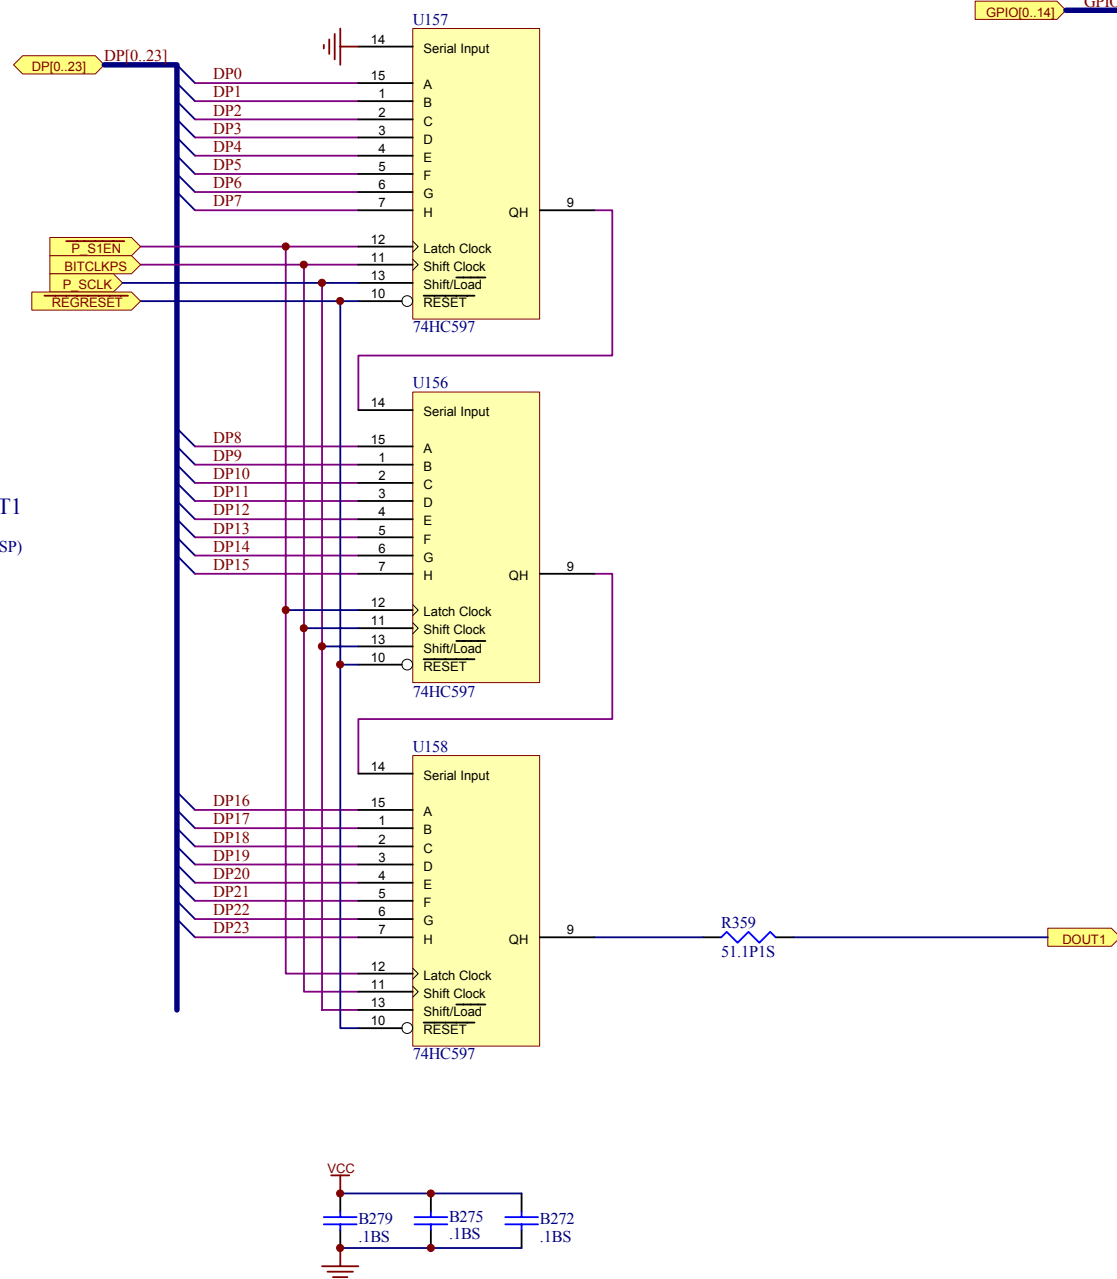 GPIO[0..14]
GPIO
DP[0..23]
DP[0..23]
U157
14 Serial Input
DP0 15 A
DP1 1 B
DP2 2 C
DP3 3 D
DP4 4 E
DP5 5 F
DP6 6 G
DP7 7 H QH 9
P_S1EN 12 Latch Clock
BITCLKPS 11 Shift Clock
P_SCLK 13 Shift/Load
REGRESET 10 RESET
74HC597
U156
14 Serial Input
DP8 15 A
DP9 1 B
DP10 2 C
DP11 3 D
DP12 4 E
DP13 5 F
DP14 6 G
DP15 7 H QH 9
T1
SP)
12 Latch Clock
11 Shift Clock
13 Shift/Load
10 RESET
74HC597
U158
14 Serial Input
DP16 15 A
DP17 1 B
DP18 2 C
DP19 3 D
DP20 4 E
DP21 5 F
DP22 6 G
DP23 7 H QH 9
R359
51.1P1S
DOUT1
12 Latch Clock
11 Shift Clock
13 Shift/Load
10 RESET
74HC597
VCC
B279 B275 B272
.1BS .1BS .1BS